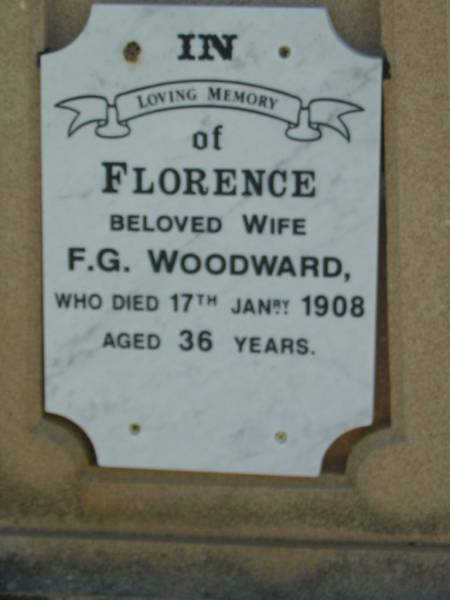 IN
LOVING MEMORY
of
FLORENCE
BELOVED WIFE
F.G. WOODWARD,
WHO DIED 17TH JANRY 1908
AGED 36 YEARS.